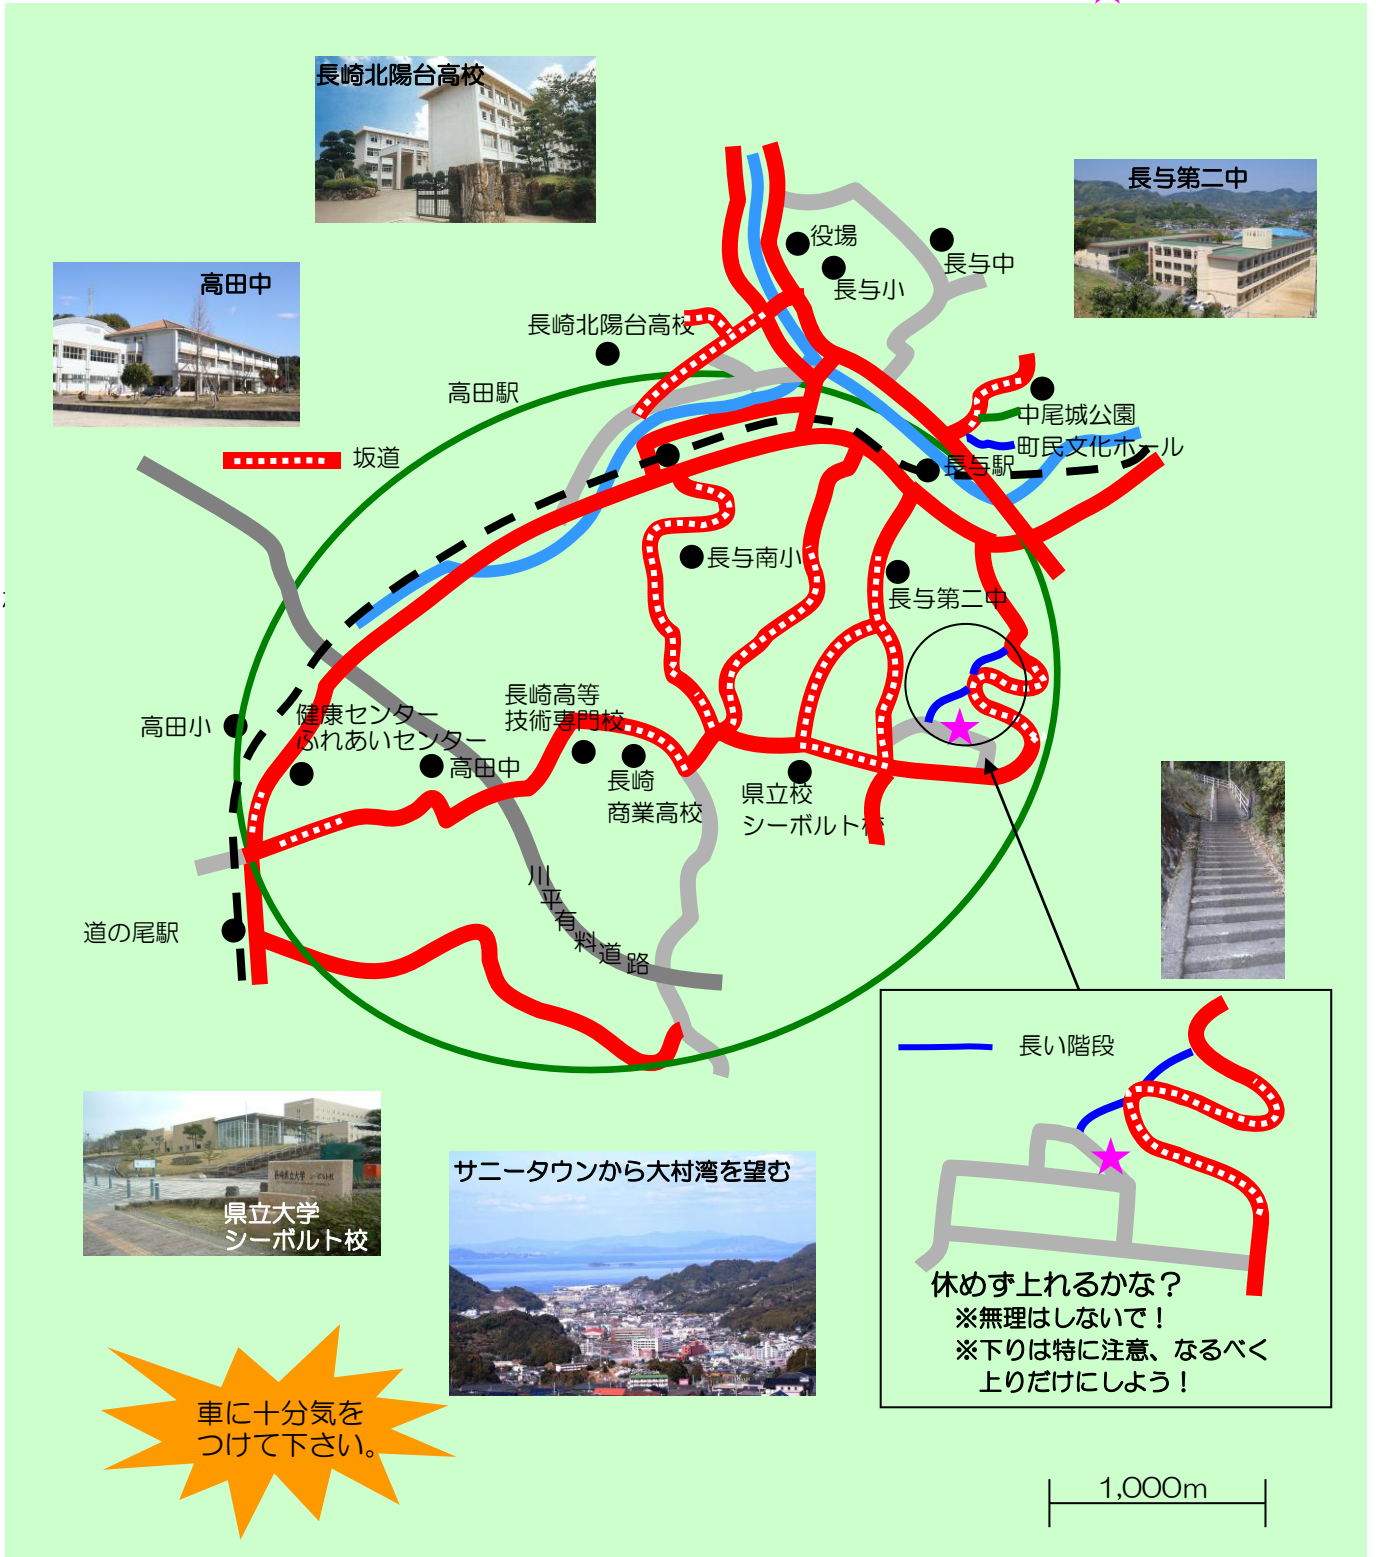 長崎北陽台高校
長与第二中
高田中
役場
長与中
長与小
長崎北陽台高校
高田駅
中尾城公園
町民文化ホール
坂道
長与駅
長与南小
長与第二中
長崎高等
技術専門校
健康センター
ふれあいセンター
高田小
高田中
長崎
商業高校
県立校
シーボルト校
川平有料道路
道の尾駅
長い階段
県立大学
シーボルト校
サニータウンから大村湾を望む
休めず上れるかな？
※無理はしないで！
※下りは特に注意、なるべく
上りだけにしよう！
車に十分気を
つけて下さい。
1,000m